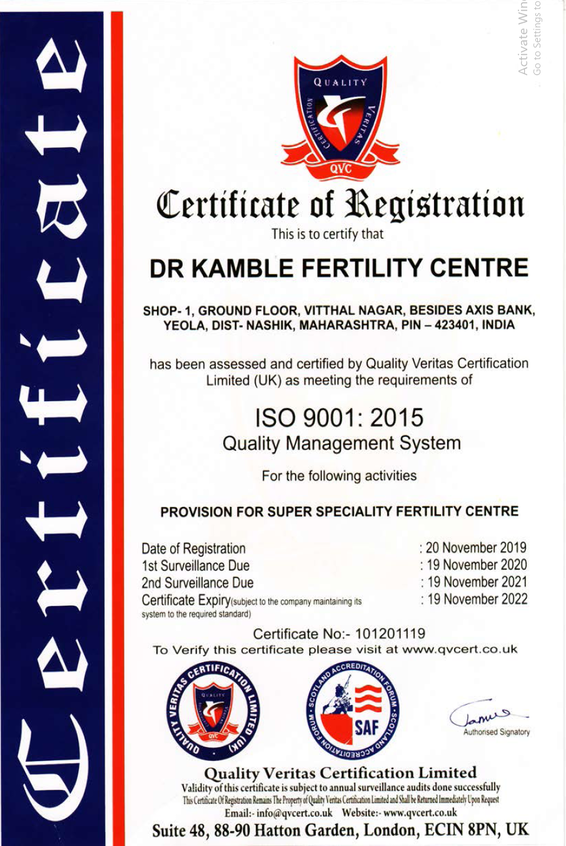 Activate Win
Go to Settings to
Certificate
QUALITY
CERTIFICATION
VERITAS
QVC
Certificate of Registration
This is to certify that
DR KAMBLE FERTILITY CENTRE
SHOP- 1, GROUND FLOOR, VITTHAL NAGAR, BESIDES AXIS BANK,
YEOLA, DIST- NASHIK, MAHARASHTRA, PIN – 423401, INDIA
has been assessed and certified by Quality Veritas Certification
Limited (UK) as meeting the requirements of
ISO 9001: 2015
Quality Management System
For the following activities
PROVISION FOR SUPER SPECIALITY FERTILITY CENTRE
Date of Registration : 20 November 2019
1st Surveillance Due : 19 November 2020
2nd Surveillance Due : 19 November 2021
Certificate Expiry(subject to the company maintaining its : 19 November 2022
system to the required standard)
Certificate No:- 101201119
To Verify this certificate please visit at www.qvcert.co.uk
QUALITY VERITAS CERTIFICATION LIMITED (UK)
QUALITY
SCOTLAND ACCREDITATION FORUM • SCOTLAND ACCREDITATION FORUM •
SAF
Authorised Signatory
Quality Veritas Certification Limited
Validity of this certificate is subject to annual surveillance audits done successfully
This Certificate Of Registration Remains The Property of Quality Veritas Certification Limited and Shall be Returned Immediately Upon Request
Email:- info@qvcert.co.uk Website:- www.qvcert.co.uk
Suite 48, 88-90 Hatton Garden, London, ECIN 8PN, UK